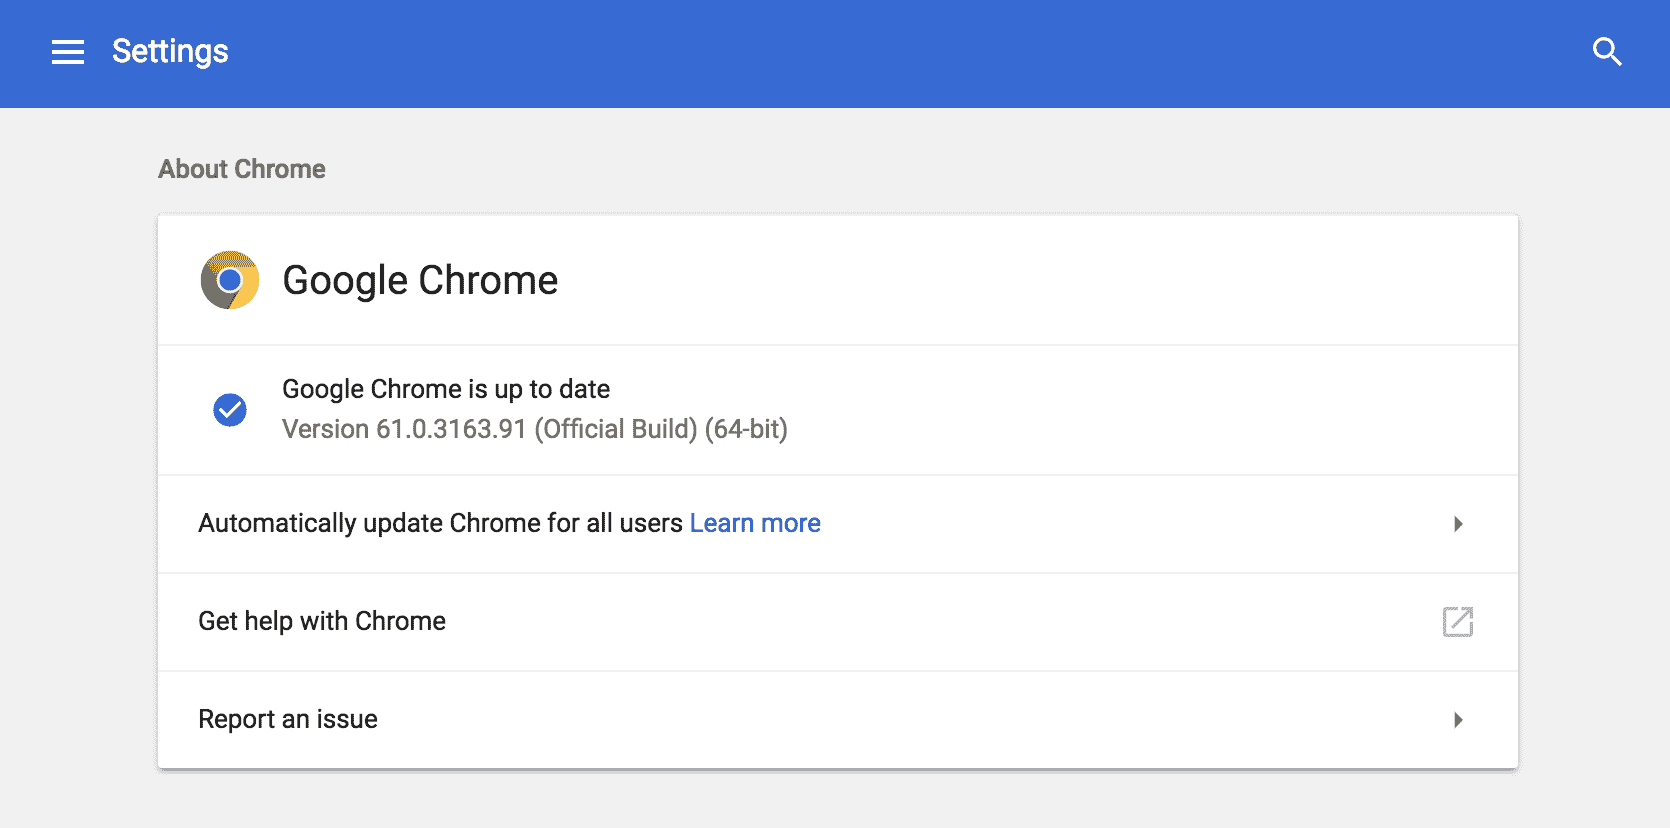 Settings
About Chrome
Google Chrome
Google Chrome is up to date
Version 61.0.3163.91 (Official Build) (64-bit)
Automatically update Chrome for all users Learn more
Get help with Chrome
Report an issue